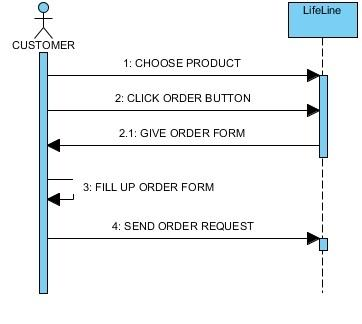 LifeLine
CUSTOMER
1: CHOOSE PRODUCT
2: CLICK ORDER BUTTON
2.1: GIVE ORDER FORM
3: FILL UP ORDER FORM
4: SEND ORDER REQUEST